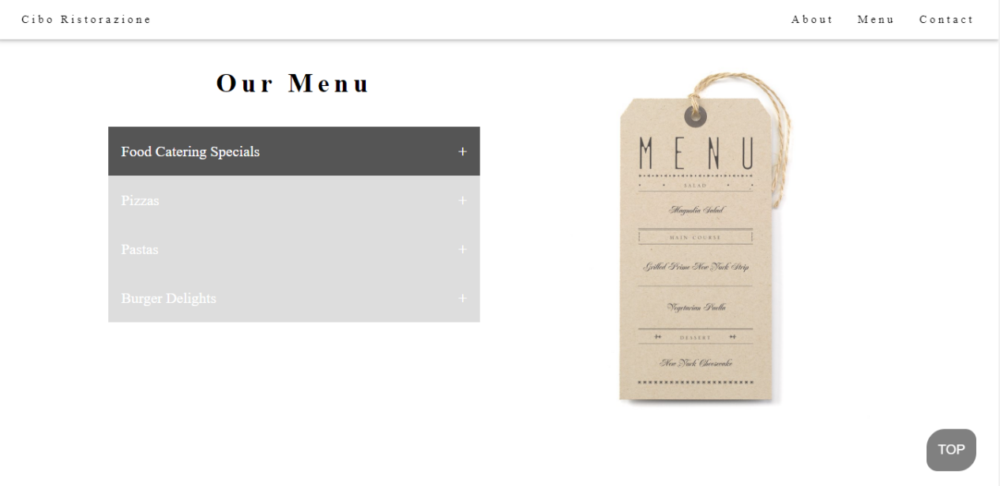 Cibo Ristorazione
About Menu Contact
Our Menu
Food Catering Specials +
Pizzas +
Pastas +
Burger Delights +
MENU
SALAD
Magnolia Salad
MAIN COURSE
Grilled Prime New York Strip
Vegetarian Paella
DESSERT
New York Cheesecake
TOP